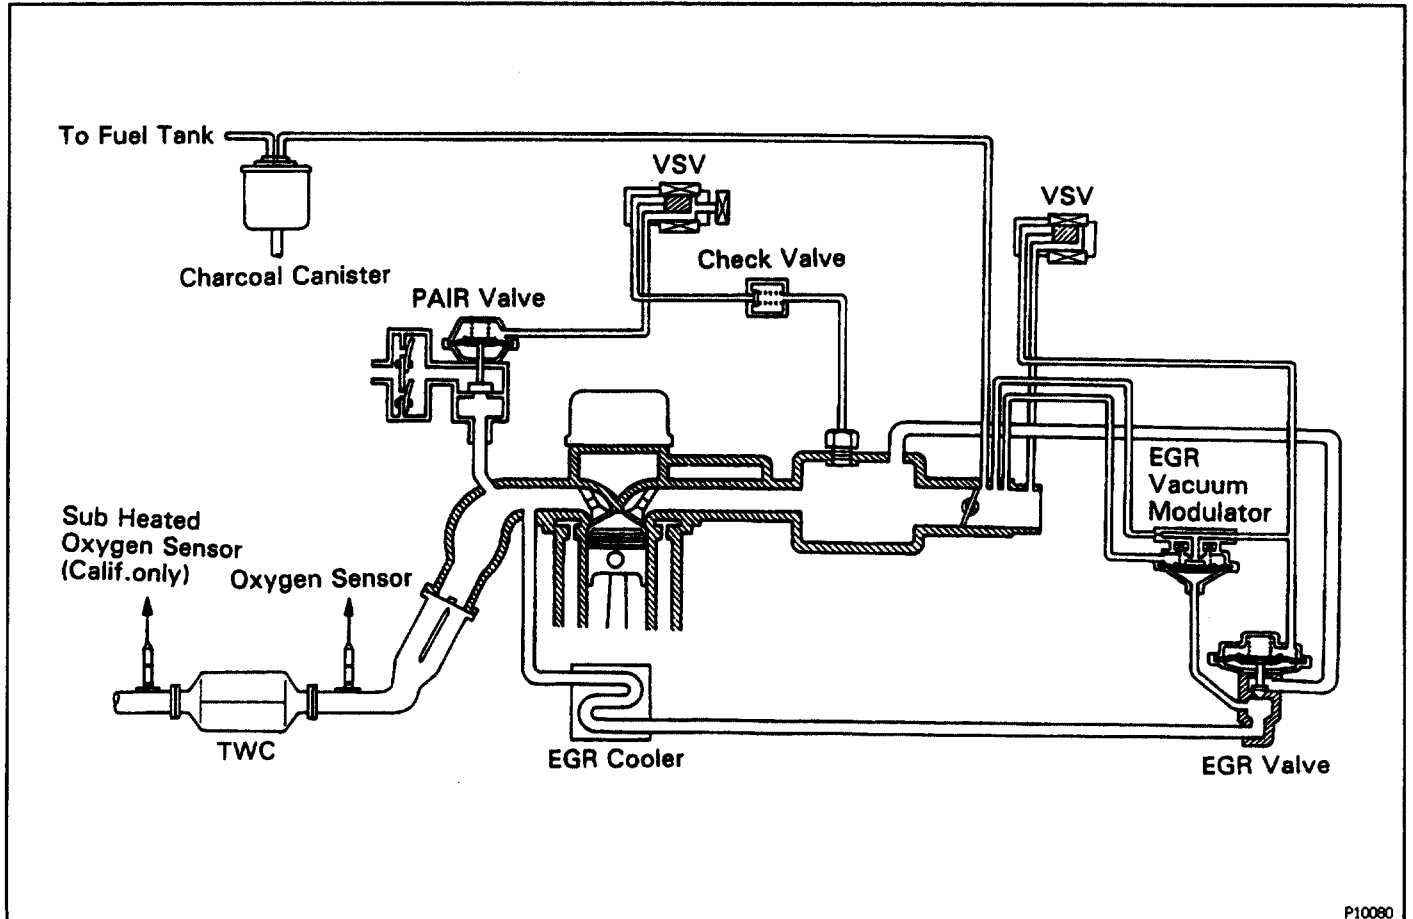 To Fuel Tank
VSV
VSV
Charcoal Canister
Check Valve
PAIR Valve
EGR
Vacuum
Modulator
Sub Heated
Oxygen Sensor
(Calif.only)
Oxygen Sensor
TWC
EGR Cooler
EGR Valve
P10080